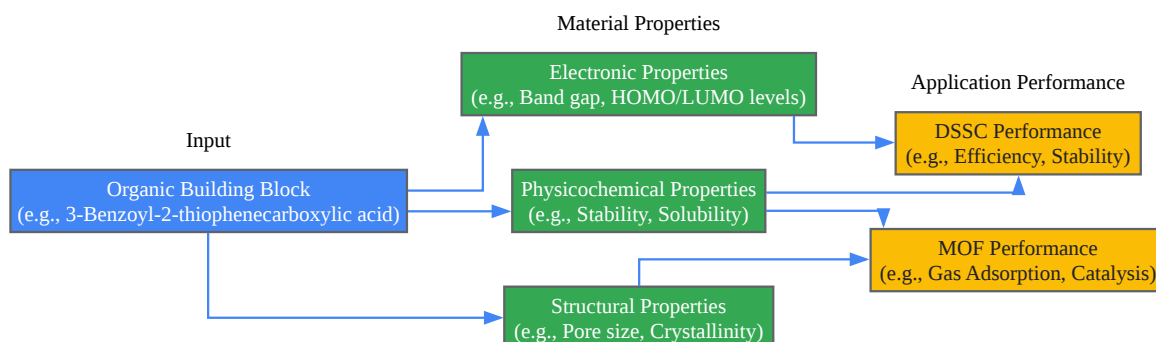 Material Properties
Electronic Properties
(e.g., Band gap, HOMO/LUMO levels)
Application Performance
DSSC Performance
(e.g., Efficiency, Stability)
Input
Organic Building Block
(e.g., 3-Benzoyl-2-thiophenecarboxylic acid)
Physicochemical Properties
(e.g., Stability, Solubility)
MOF Performance
(e.g., Gas Adsorption, Catalysis)
Structural Properties
(e.g., Pore size, Crystallinity)